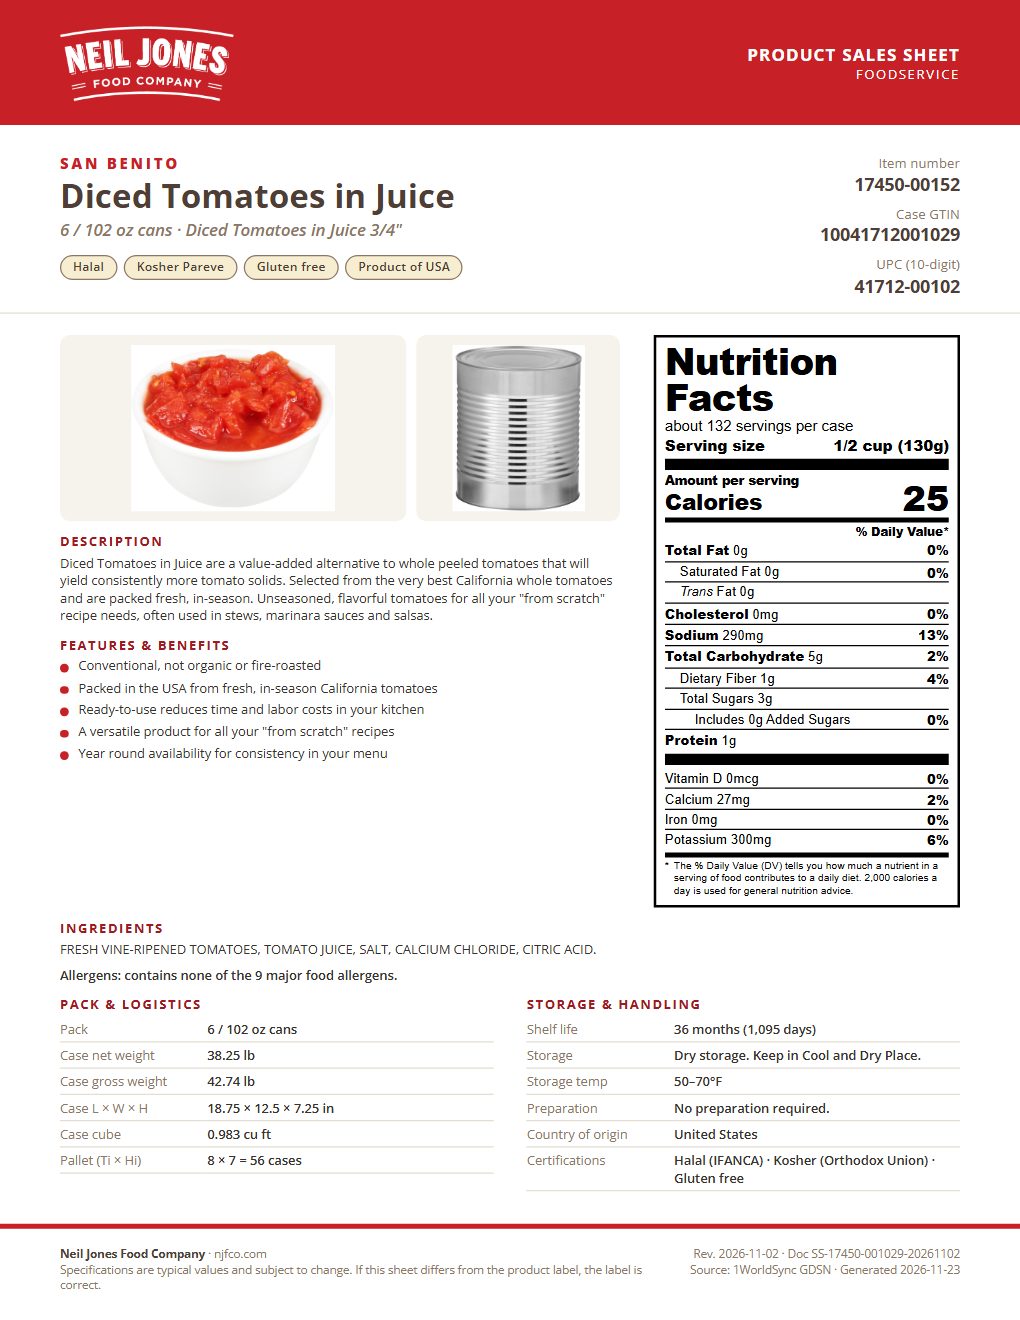 NEIL JONES
FOOD COMPANY
PRODUCT SALES SHEET
FOODSERVICE
SAN BENITO
Diced Tomatoes in Juice
6 / 102 oz cans · Diced Tomatoes in Juice 3/4"
Halal Kosher Pareve Gluten free Product of USA
Item number
17450-00152
Case GTIN
10041712001029
UPC (10-digit)
41712-00102
DESCRIPTION
Diced Tomatoes in Juice are a value-added alternative to whole peeled tomatoes that will
yield consistently more tomato solids. Selected from the very best California whole tomatoes
and are packed fresh, in-season. Unseasoned, flavorful tomatoes for all your "from scratch"
recipe needs, often used in stews, marinara sauces and salsas.
FEATURES & BENEFITS
Conventional, not organic or fire-roasted
Packed in the USA from fresh, in-season California tomatoes
Ready-to-use reduces time and labor costs in your kitchen
A versatile product for all your "from scratch" recipes
Year round availability for consistency in your menu
Nutrition
Facts
about 132 servings per case
Serving size 1/2 cup (130g)
Amount per serving
Calories 25
% Daily Value*
Total Fat 0g 0%
Saturated Fat 0g 0%
Trans Fat 0g
Cholesterol 0mg 0%
Sodium 290mg 13%
Total Carbohydrate 5g 2%
Dietary Fiber 1g 4%
Total Sugars 3g
Includes 0g Added Sugars 0%
Protein 1g
Vitamin D 0mcg 0%
Calcium 27mg 2%
Iron 0mg 0%
Potassium 300mg 6%
* The % Daily Value (DV) tells you how much a nutrient in a
serving of food contributes to a daily diet. 2,000 calories a
day is used for general nutrition advice.
INGREDIENTS
FRESH VINE-RIPENED TOMATOES, TOMATO JUICE, SALT, CALCIUM CHLORIDE, CITRIC ACID.
Allergens: contains none of the 9 major food allergens.
PACK & LOGISTICS
Pack 6 / 102 oz cans
Case net weight 38.25 lb
Case gross weight 42.74 lb
Case L × W × H 18.75 × 12.5 × 7.25 in
Case cube 0.983 cu ft
Pallet (Ti × Hi) 8 × 7 = 56 cases
STORAGE & HANDLING
Shelf life 36 months (1,095 days)
Storage Dry storage. Keep in Cool and Dry Place.
Storage temp 50–70°F
Preparation No preparation required.
Country of origin United States
Certifications Halal (IFANCA) · Kosher (Orthodox Union) ·
Gluten free
Neil Jones Food Company · njfco.com
Specifications are typical values and subject to change. If this sheet differs from the product label, the label is
correct.
Rev. 2026-11-02 · Doc SS-17450-001029-20261102
Source: 1WorldSync GDSN · Generated 2026-11-23